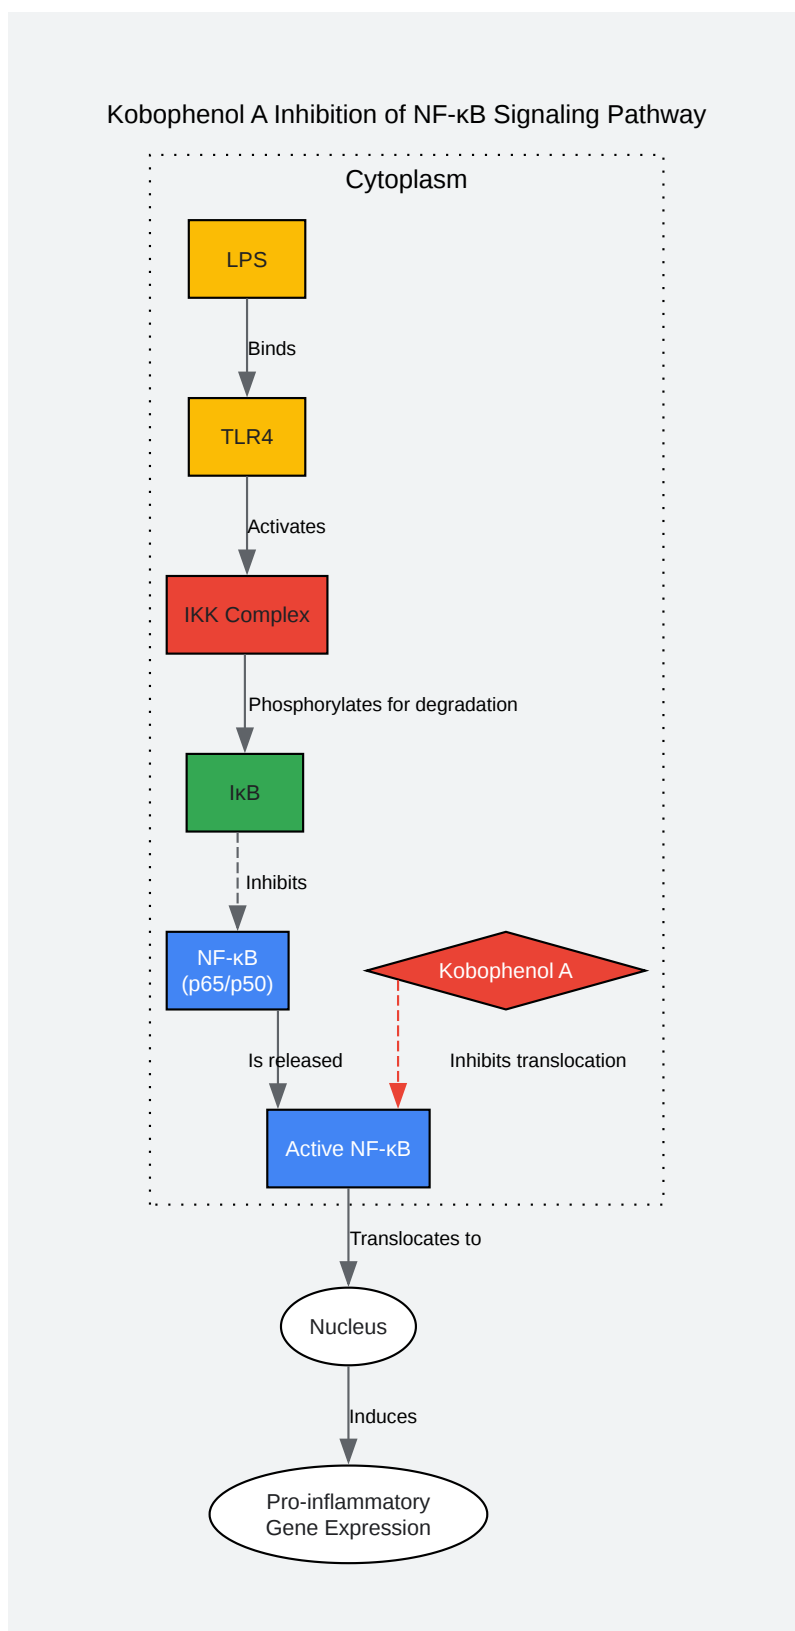 Kobophenol A Inhibition of NF-κB Signaling Pathway
Cytoplasm
LPS
Binds
TLR4
Activates
IKK Complex
Phosphorylates for degradation
IκB
Inhibits
NF-κB
(p65/p50)
Kobophenol A
Is released
Inhibits translocation
Active NF-κB
Translocates to
Nucleus
Induces
Pro-inflammatory
Gene Expression